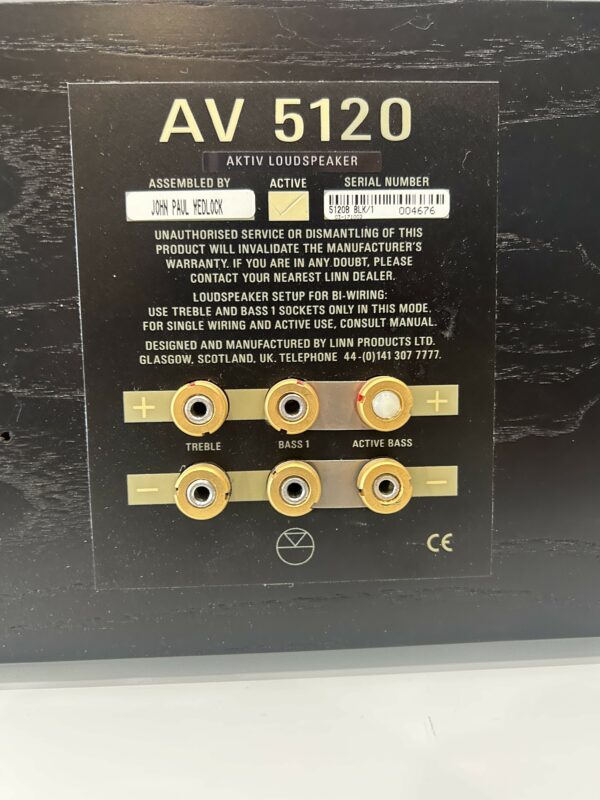 AV 5120
AKTIV LOUDSPEAKER
ASSEMBLED BY ACTIVE SERIAL NUMBER
JOHN PAUL WEDLOCK
5120B BLK/1 004676
UNAUTHORISED SERVICE OR DISMANTLING OF THIS
PRODUCT WILL INVALIDATE THE MANUFACTURER'S
WARRANTY. IF YOU ARE IN ANY DOUBT, PLEASE
CONTACT YOUR NEAREST LINN DEALER.
LOUDSPEAKER SETUP FOR BI-WIRING:
USE TREBLE AND BASS 1 SOCKETS ONLY IN THIS MODE.
FOR SINGLE WIRING AND ACTIVE USE, CONSULT MANUAL.
DESIGNED AND MANUFACTURED BY LINN PRODUCTS LTD.
GLASGOW, SCOTLAND, UK. TELEPHONE 44-(0)141 307 7777.
+ +
TREBLE BASS 1 ACTIVE BASS
- -
CE